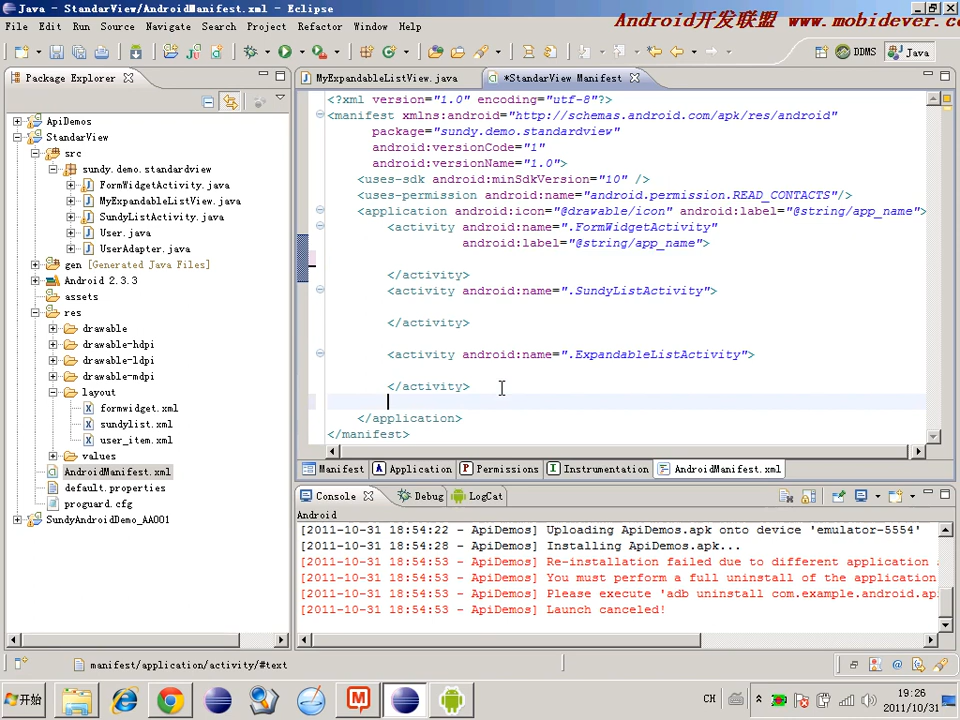 Java - StandarView/AndroidManifest.xml - Eclipse
Android开发联盟 www.mobidever.co
File Edit Run Source Navigate Search Project Refactor Window Help
DDMS Java
Package Explorer
MyExpandableListView.java *StandarView Manifest
ApiDemos
StandarView
src
sundy.demo.standardview
FormWidgetActivity.java
MyExpandableListView.java
SundyListActivity.java
User.java
UserAdapter.java
gen [Generated Java Files]
Android 2.3.3
assets
res
drawable
drawable-hdpi
drawable-ldpi
drawable-mdpi
layout
formwidget.xml
sundylist.xml
user_item.xml
values
AndroidManifest.xml
default.properties
proguard.cfg
SundyAndroidDemo_AA001
<?xml version="1.0" encoding="utf-8"?>
<manifest xmlns:android="http://schemas.android.com/apk/res/android"
package="sundy.demo.standardview"
android:versionCode="1"
android:versionName="1.0">
<uses-sdk android:minSdkVersion="10" />
<uses-permission android:name="android.permission.READ_CONTACTS"/>
<application android:icon="@drawable/icon" android:label="@string/app_name">
<activity android:name=".FormWidgetActivity"
android:label="@string/app_name">
</activity>
<activity android:name=".SundyListActivity">
</activity>
<activity android:name=".ExpandableListActivity">
</activity>
</application>
</manifest>
Manifest Application Permissions Instrumentation AndroidManifest.xml
Console Debug LogCat
Android
[2011-10-31 18:54:22 - ApiDemos] Uploading ApiDemos.apk onto device 'emulator-5554'
[2011-10-31 18:54:28 - ApiDemos] Installing ApiDemos.apk...
[2011-10-31 18:54:53 - ApiDemos] Re-installation failed due to different application
[2011-10-31 18:54:53 - ApiDemos] You must perform a full uninstall of the application
[2011-10-31 18:54:53 - ApiDemos] Please execute 'adb uninstall com.example.android.ap
[2011-10-31 18:54:53 - ApiDemos] Launch canceled!
manifest/application/activity/#text
开始
CH
19:26
2011/10/31